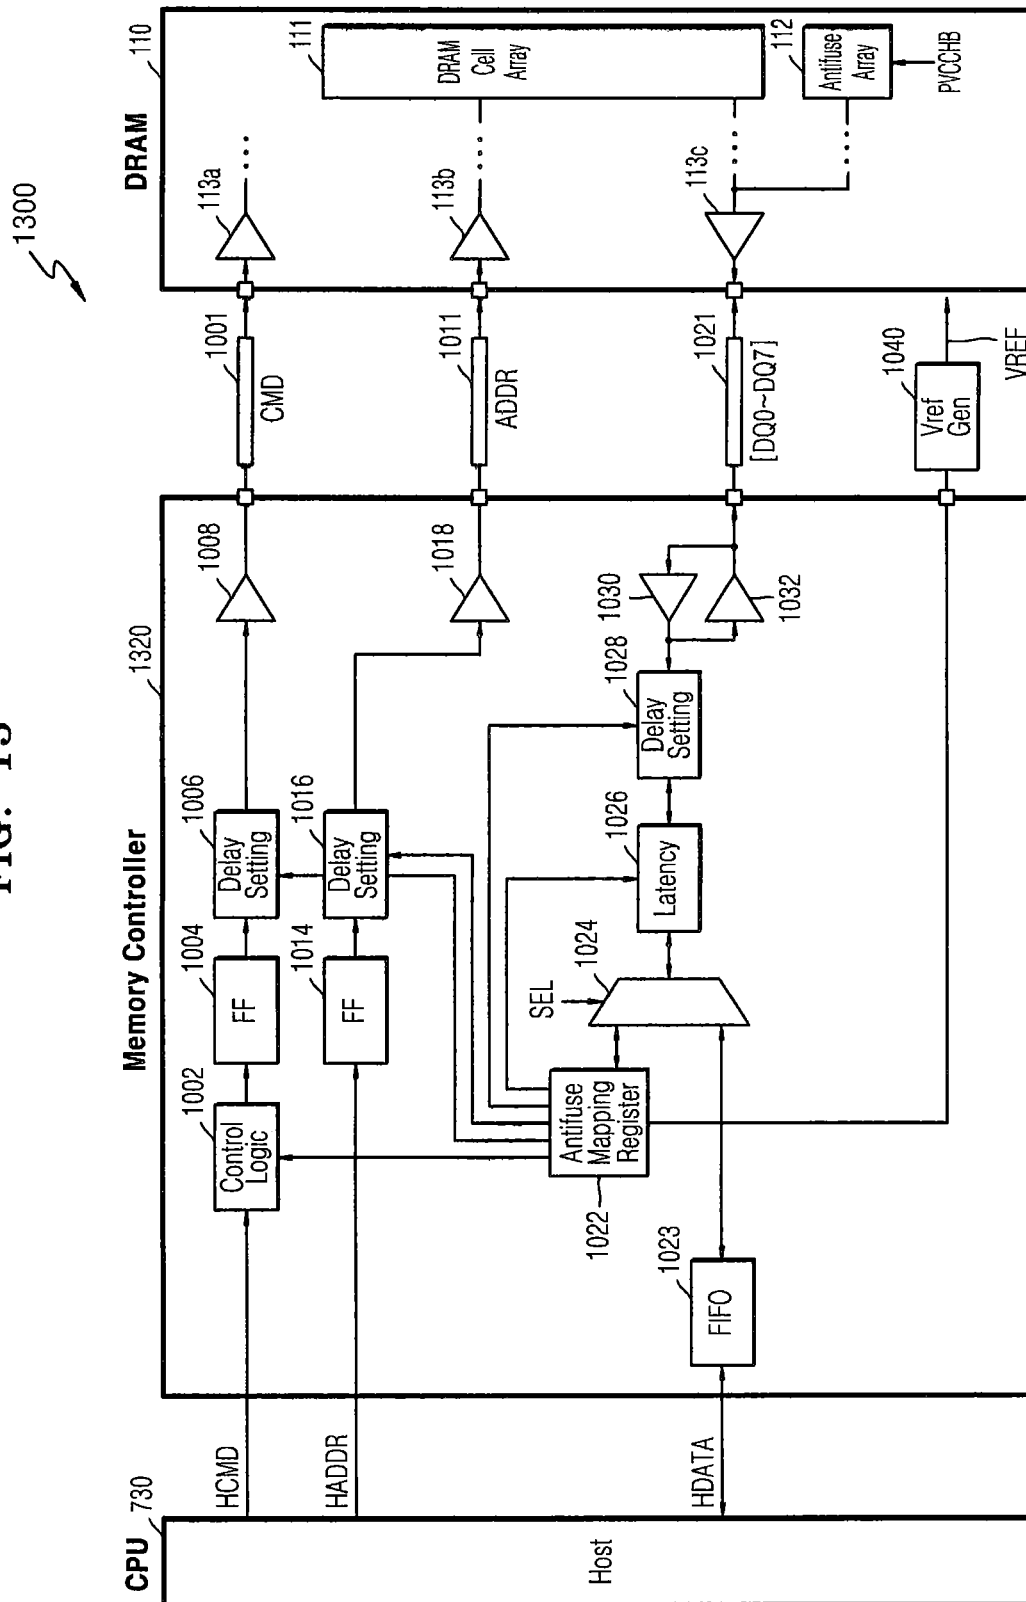 FIG. 13
1300
CPU
730
Host
HCMD
HADDR
HDATA
Memory Controller
1320
1002
Control
Logic
1004
FF
1006
Delay
Setting
1008
1014
FF
1016
Delay
Setting
1018
Antifuse
Mapping
Register
1022
1023
FIFO
SEL
1024
1026
Latency
1028
Delay
Setting
1030
1032
1001
CMD
1011
ADDR
1021
[DQ0~DQ7]
1040
Vref
Gen
VREF
DRAM
110
113a
113b
113c
111
DRAM
Cell
Array
112
Antifuse
Array
PVCCHB